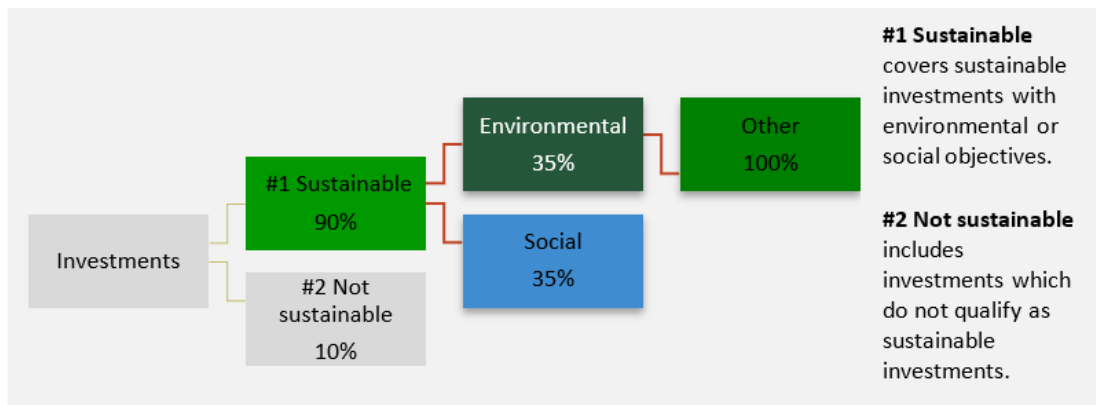 Investments
#1 Sustainable
90%
#2 Not
sustainable
10%
Environmental
35%
Social
35%
Other
100%
#1 Sustainable
covers sustainable
investments with
environmental or
social objectives.
#2 Not sustainable
includes
investments which
do not qualify as
sustainable
investments.